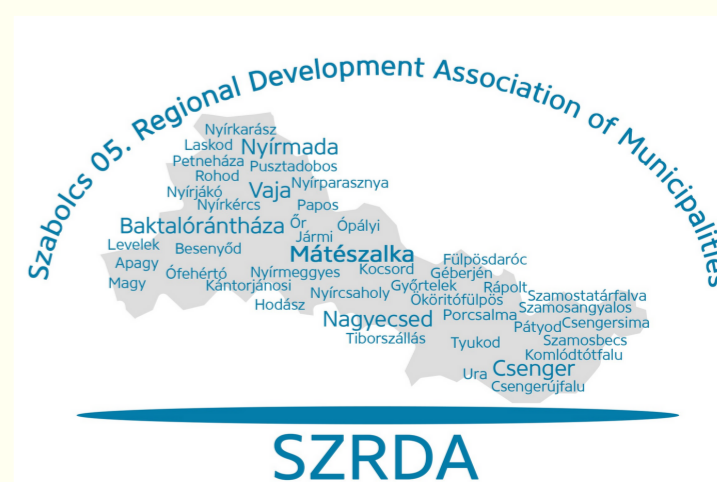 Szabolcs 05. Regional Development Association of Municipalities
Nyírkarász
Laskod Nyírmada
Petneháza Pusztadobos
Rohod
Nyírjákó Vaja Nyírparasznya
Nyírkércs Papos
Baktalórántháza Őr Ópályi
Jármi
Levelek Besenyőd Mátészalka Fülpösdaróc
Apagy Ófehértó Nyírmeggyes Kocsord Géberjén
Magy Kántorjánosi Nyírcsaholy Győrtelek Rápolt
Hodász Ököritófülpös Szamostatárfalva
Szamosangyalos
Nagyecsed Porcsalma Pátyod Csengersima
Tiborszállás Tyukod Szamosbecs
Komlódtótfalu
Ura Csenger
Csengerújfalu
SZRDA